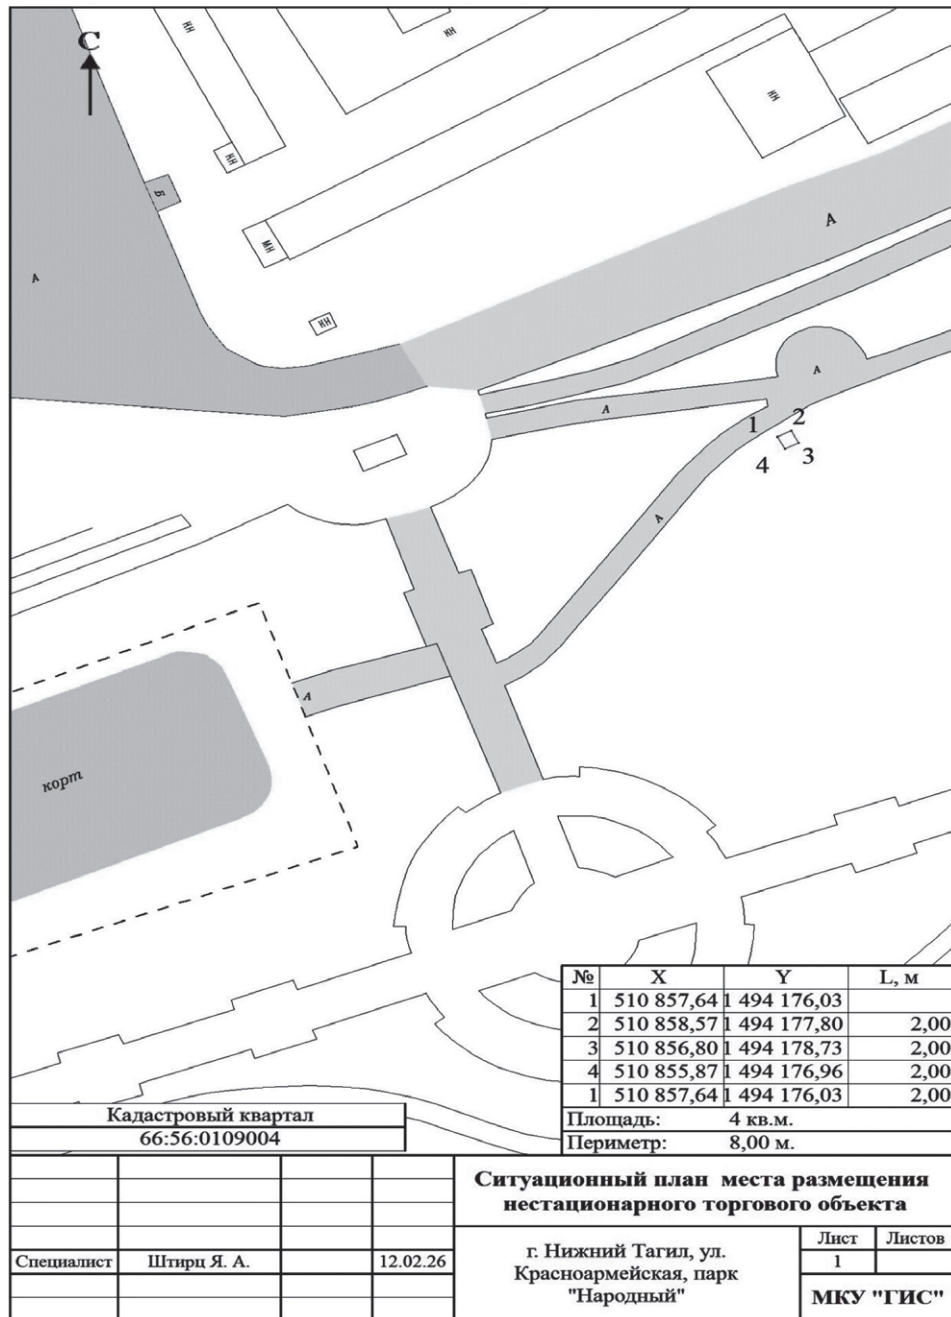 С
КН
КН
КН
КН
Б
А
МН
А
КН
А
А
1
2
4
3
А
А
корт
№ X Y L, м
1 510 857,64 1 494 176,03
2 510 858,57 1 494 177,80 2,00
3 510 856,80 1 494 178,73 2,00
4 510 855,87 1 494 176,96 2,00
1 510 857,64 1 494 176,03 2,00
Площадь: 4 кв.м.
Периметр: 8,00 м.
Кадастровый квартал
66:56:0109004
Ситуационный план места размещения
нестационарного торгового объекта
Специалист Штирц Я. А. 12.02.26
г. Нижний Тагил, ул.
Красноармейская, парк
"Народный"
Лист Листов
1
МКУ "ГИС"